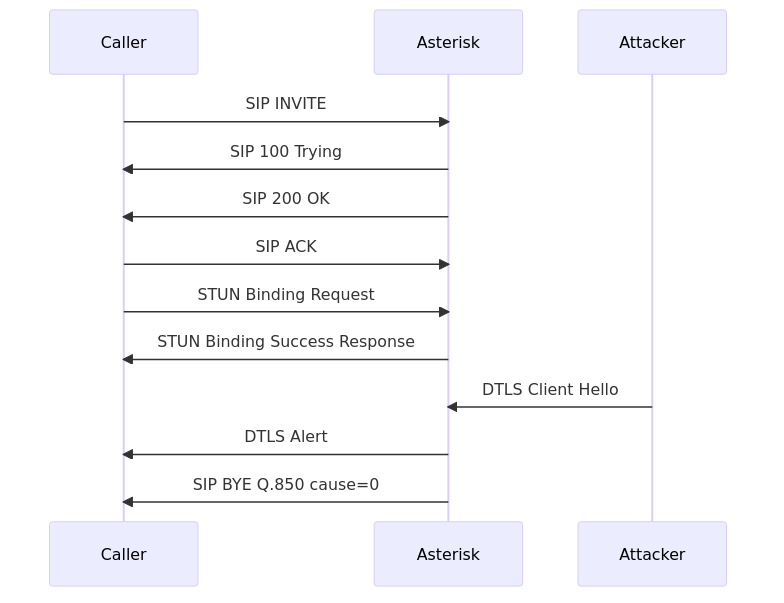 Caller
Asterisk
Attacker
SIP INVITE
SIP 100 Trying
SIP 200 OK
SIP ACK
STUN Binding Request
STUN Binding Success Response
DTLS Client Hello
DTLS Alert
SIP BYE Q.850 cause=0
Caller
Asterisk
Attacker